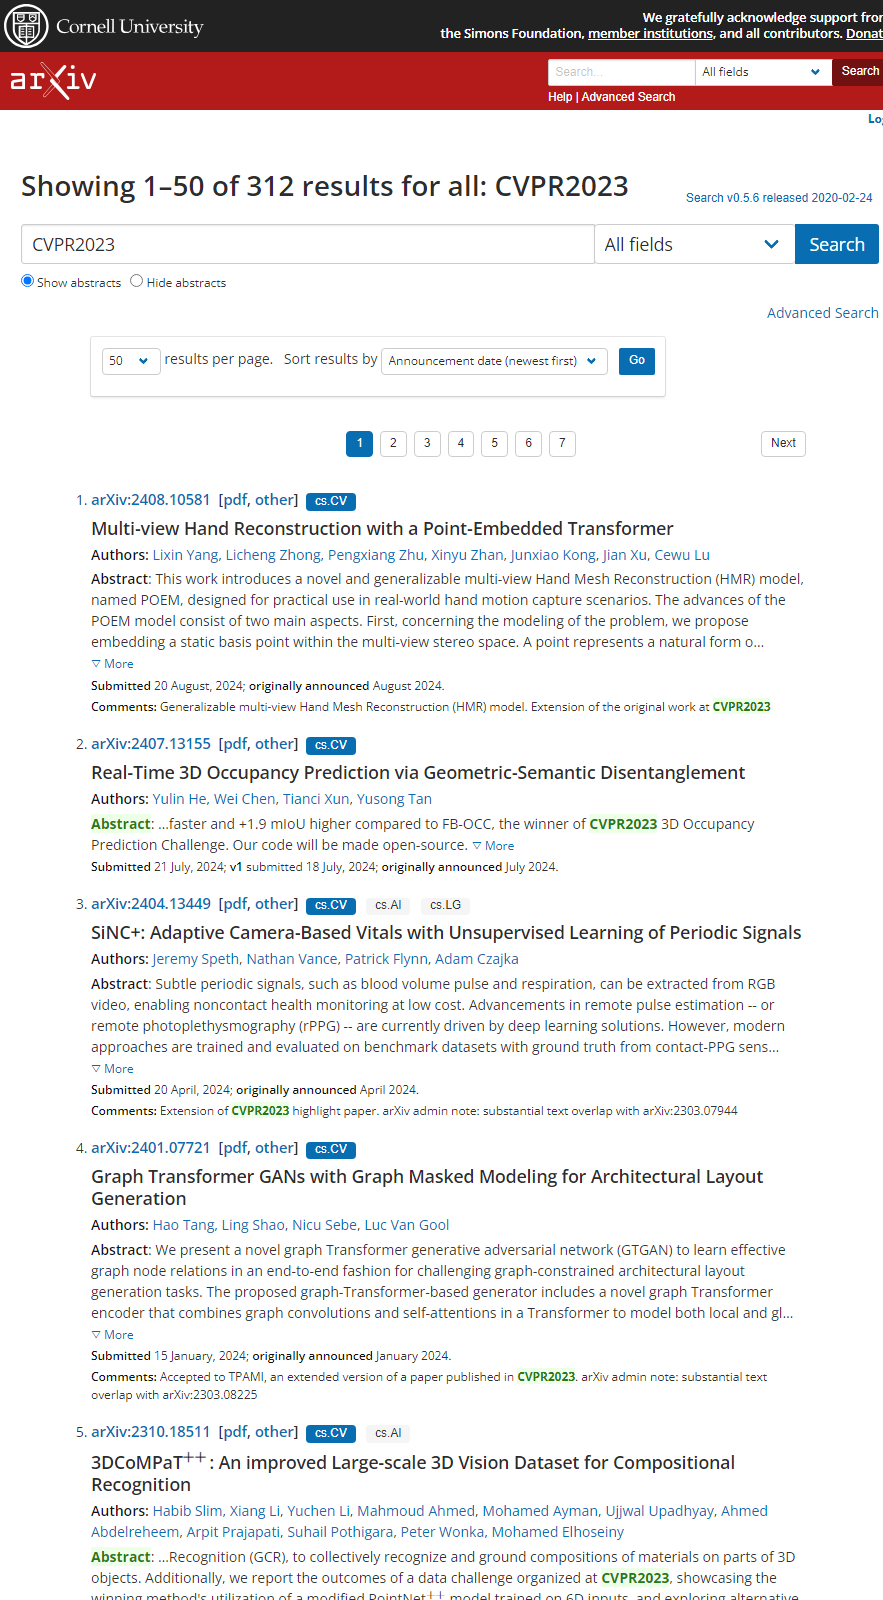 Cornell University
We gratefully acknowledge support from
the Simons Foundation, member institutions, and all contributors. Donat
arXiv
Search...
All fields
Search
Help | Advanced Search
Showing 1–50 of 312 results for all: CVPR2023
Search v0.5.6 released 2020-02-24
CVPR2023
All fields
Search
Show abstracts Hide abstracts
Advanced Search
50 results per page. Sort results by Announcement date (newest first) Go
1 2 3 4 5 6 7 Next
1. arXiv:2408.10581 [pdf, other] cs.CV
Multi-view Hand Reconstruction with a Point-Embedded Transformer
Authors: Lixin Yang, Licheng Zhong, Pengxiang Zhu, Xinyu Zhan, Junxiao Kong, Jian Xu, Cewu Lu
Abstract: This work introduces a novel and generalizable multi-view Hand Mesh Reconstruction (HMR) model,
named POEM, designed for practical use in real-world hand motion capture scenarios. The advances of the
POEM model consist of two main aspects. First, concerning the modeling of the problem, we propose
embedding a static basis point within the multi-view stereo space. A point represents a natural form o…
▽ More
Submitted 20 August, 2024; originally announced August 2024.
Comments: Generalizable multi-view Hand Mesh Reconstruction (HMR) model. Extension of the original work at CVPR2023
2. arXiv:2407.13155 [pdf, other] cs.CV
Real-Time 3D Occupancy Prediction via Geometric-Semantic Disentanglement
Authors: Yulin He, Wei Chen, Tianci Xun, Yusong Tan
Abstract: …faster and +1.9 mIoU higher compared to FB-OCC, the winner of CVPR2023 3D Occupancy
Prediction Challenge. Our code will be made open-source. ▽ More
Submitted 21 July, 2024; v1 submitted 18 July, 2024; originally announced July 2024.
3. arXiv:2404.13449 [pdf, other] cs.CV cs.AI cs.LG
SiNC+: Adaptive Camera-Based Vitals with Unsupervised Learning of Periodic Signals
Authors: Jeremy Speth, Nathan Vance, Patrick Flynn, Adam Czajka
Abstract: Subtle periodic signals, such as blood volume pulse and respiration, can be extracted from RGB
video, enabling noncontact health monitoring at low cost. Advancements in remote pulse estimation -- or
remote photoplethysmography (rPPG) -- are currently driven by deep learning solutions. However, modern
approaches are trained and evaluated on benchmark datasets with ground truth from contact-PPG sens…
▽ More
Submitted 20 April, 2024; originally announced April 2024.
Comments: Extension of CVPR2023 highlight paper. arXiv admin note: substantial text overlap with arXiv:2303.07944
4. arXiv:2401.07721 [pdf, other] cs.CV
Graph Transformer GANs with Graph Masked Modeling for Architectural Layout
Generation
Authors: Hao Tang, Ling Shao, Nicu Sebe, Luc Van Gool
Abstract: We present a novel graph Transformer generative adversarial network (GTGAN) to learn effective
graph node relations in an end-to-end fashion for challenging graph-constrained architectural layout
generation tasks. The proposed graph-Transformer-based generator includes a novel graph Transformer
encoder that combines graph convolutions and self-attentions in a Transformer to model both local and gl…
▽ More
Submitted 15 January, 2024; originally announced January 2024.
Comments: Accepted to TPAMI, an extended version of a paper published in CVPR2023. arXiv admin note: substantial text
overlap with arXiv:2303.08225
5. arXiv:2310.18511 [pdf, other] cs.CV cs.AI
3DCoMPaT++: An improved Large-scale 3D Vision Dataset for Compositional
Recognition
Authors: Habib Slim, Xiang Li, Yuchen Li, Mahmoud Ahmed, Mohamed Ayman, Ujjwal Upadhyay, Ahmed
Abdelreheem, Arpit Prajapati, Suhail Pothigara, Peter Wonka, Mohamed Elhoseiny
Abstract: …Recognition (GCR), to collectively recognize and ground compositions of materials on parts of 3D
objects. Additionally, we report the outcomes of a data challenge organized at CVPR2023, showcasing the
winning method's utilization of a modified PointNet++ model trained on 6D inputs, and exploring alternative